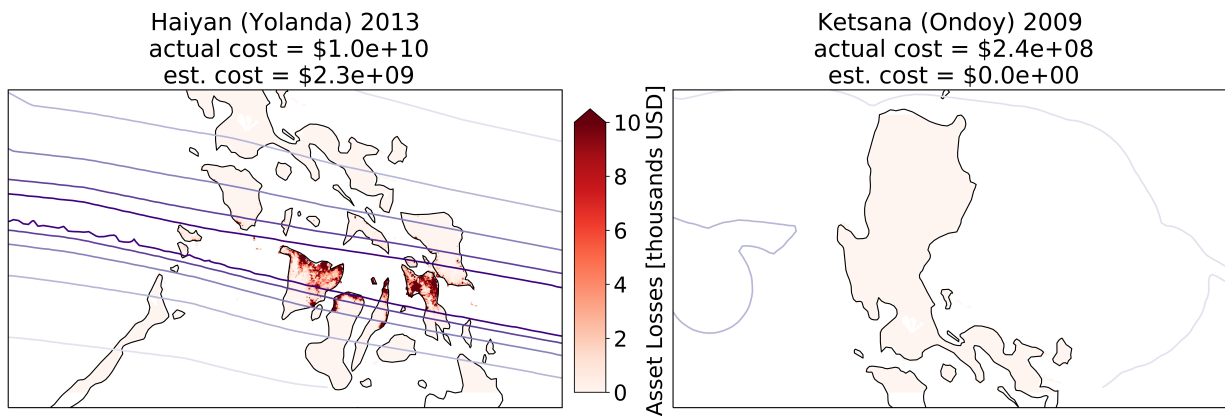 Haiyan (Yolanda) 2013
actual cost = $1.0e+10
est. cost = $2.3e+09
Ketsana (Ondoy) 2009
actual cost = $2.4e+08
est. cost = $0.0e+00
10
8
6
4
2
0
Asset Losses [thousands USD]